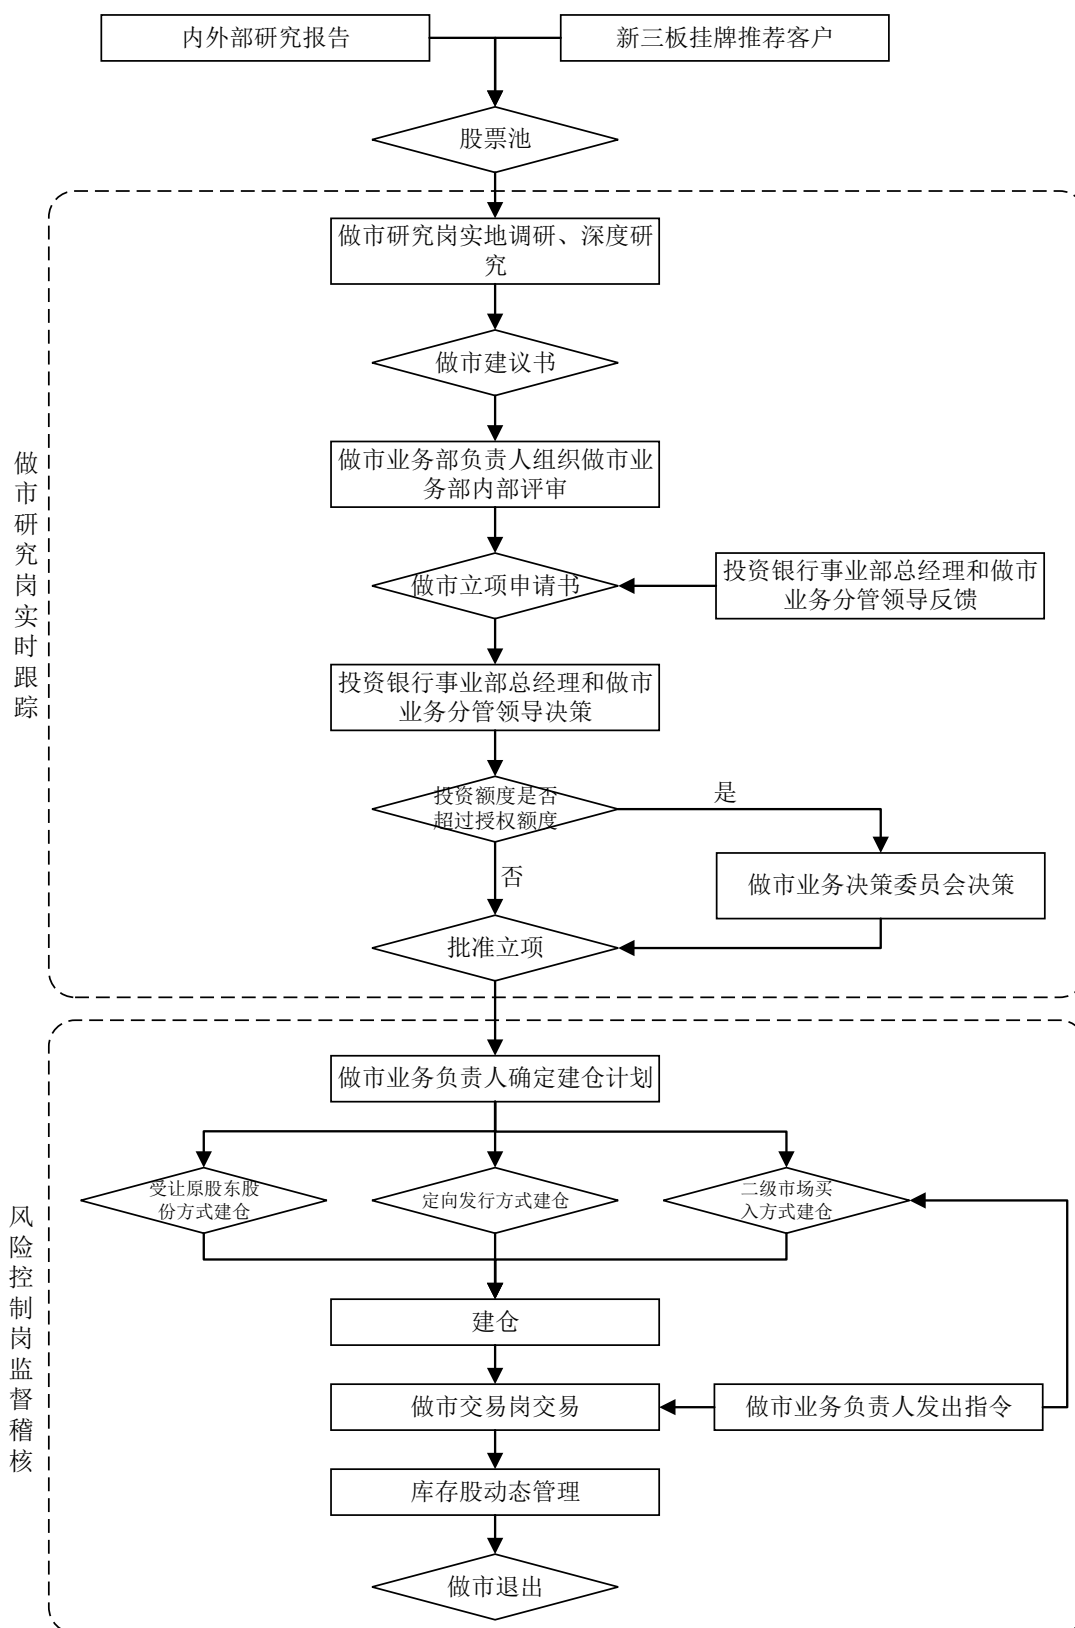 内外部研究报告
新三板挂牌推荐客户
股票池
做市研究岗实地调研、深度研
究
做市建议书
做市业务部负责人组织做市业
务部内部评审
做市立项申请书
投资银行事业部总经理和做市
业务分管领导反馈
投资银行事业部总经理和做市
业务分管领导决策
投资额度是否
超过授权额度
是
否
做市业务决策委员会决策
批准立项
做市研究岗实时跟踪
做市业务负责人确定建仓计划
受让原股东股
份方式建仓
定向发行方式建仓
二级市场买
入方式建仓
建仓
做市交易岗交易
做市业务负责人发出指令
库存股动态管理
做市退出
风险控制岗监督稽核